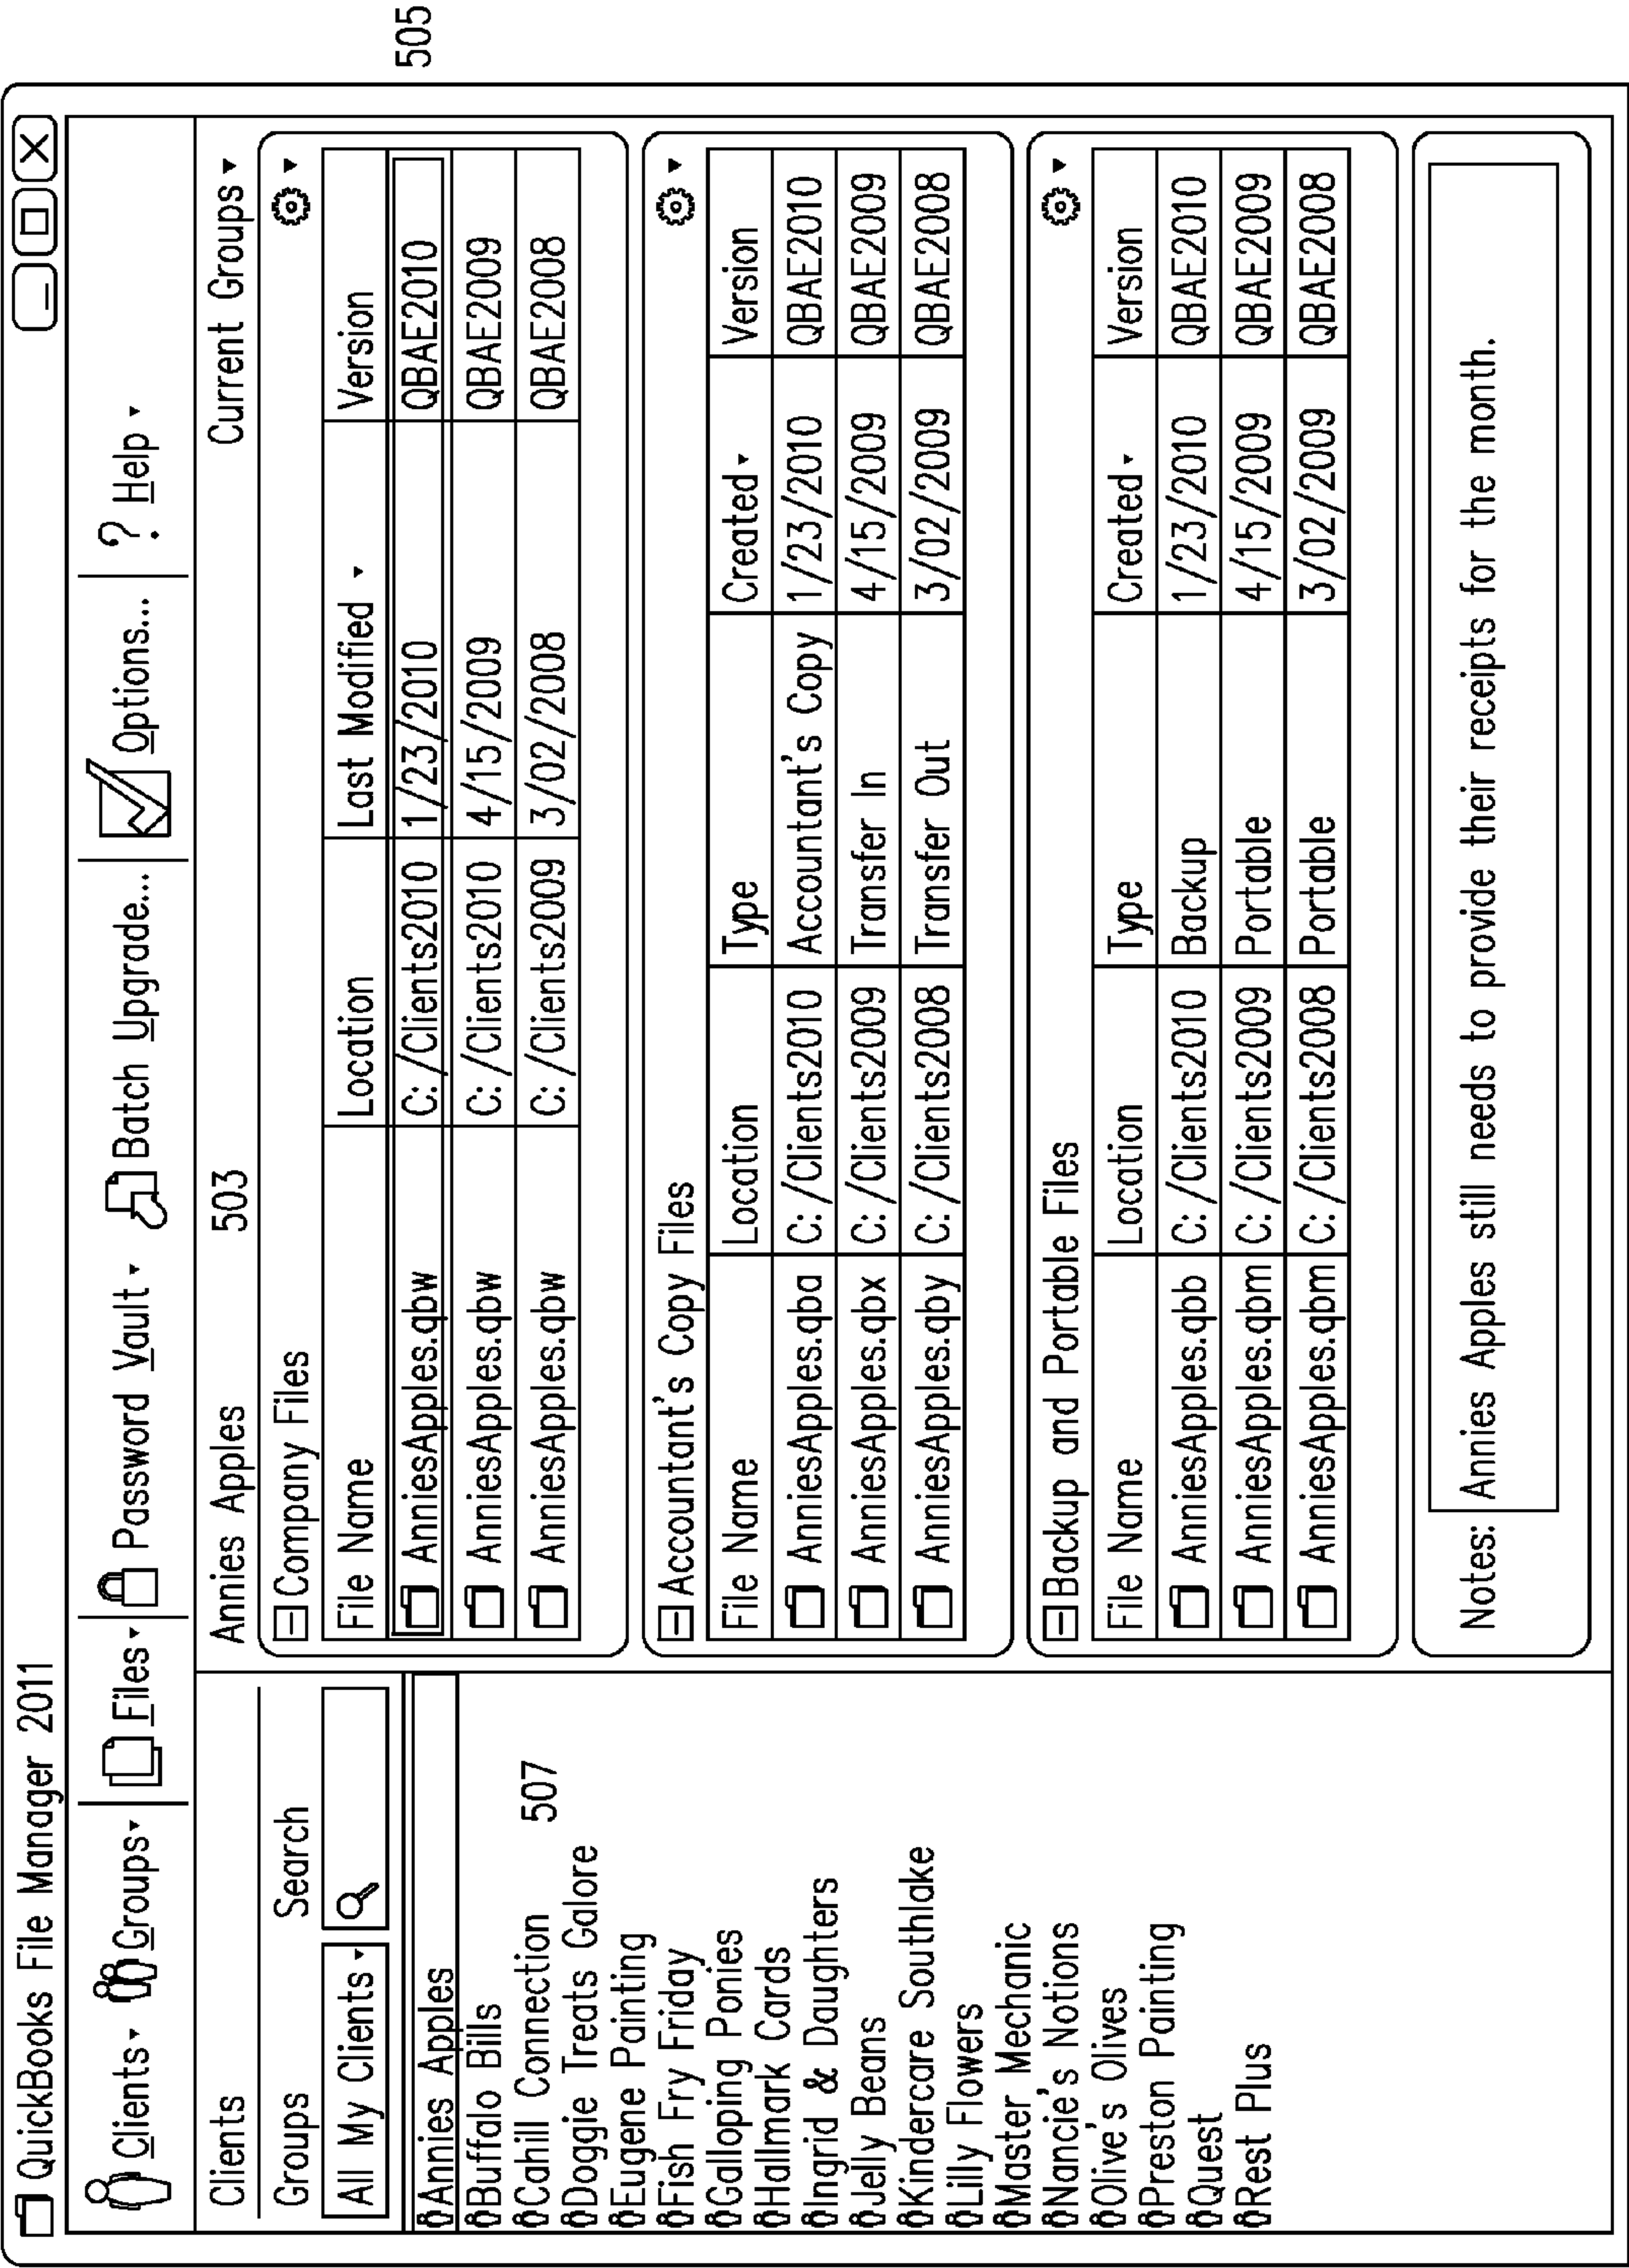 QuickBooks File Manager 2011
Clients Groups Files Password Vault Batch Upgrade... Options... ? Help
Clients
Groups Search
All My Clients
Annies Apples
Buffalo Bills
Cahill Connection
507
Doggie Treats Galore
Eugene Painting
Fish Fry Friday
Galloping Ponies
Hallmark Cards
Ingrid & Daughters
Jelly Beans
Kindercare Southlake
Lilly Flowers
Master Mechanic
Nancie's Notions
Olive's Olives
Preston Painting
Quest
Rest Plus
Annies Apples 503 Current Groups
Company Files
File Name Location Last Modified Version
AnniesApples.qbw C:/Clients2010 1/23/2010 QBAE2010
505
AnniesApples.qbw C:/Clients2010 4/15/2009 QBAE2009
AnniesApples.qbw C:/Clients2009 3/02/2008 QBAE2008
Accountant's Copy Files
File Name Location Type Created Version
AnniesApples.qba C:/Clients2010 Accountant's Copy 1/23/2010 QBAE2010
AnniesApples.qbx C:/Clients2009 Transfer In 4/15/2009 QBAE2009
AnniesApples.qby C:/Clients2008 Transfer Out 3/02/2009 QBAE2008
Backup and Portable Files
File Name Location Type Created Version
AnniesApples.qbb C:/Clients2010 Backup 1/23/2010 QBAE2010
AnniesApples.qbm C:/Clients2009 Portable 4/15/2009 QBAE2009
AnniesApples.qbm C:/Clients2008 Portable 3/02/2009 QBAE2008
Notes: Annies Apples still needs to provide their receipts for the month.